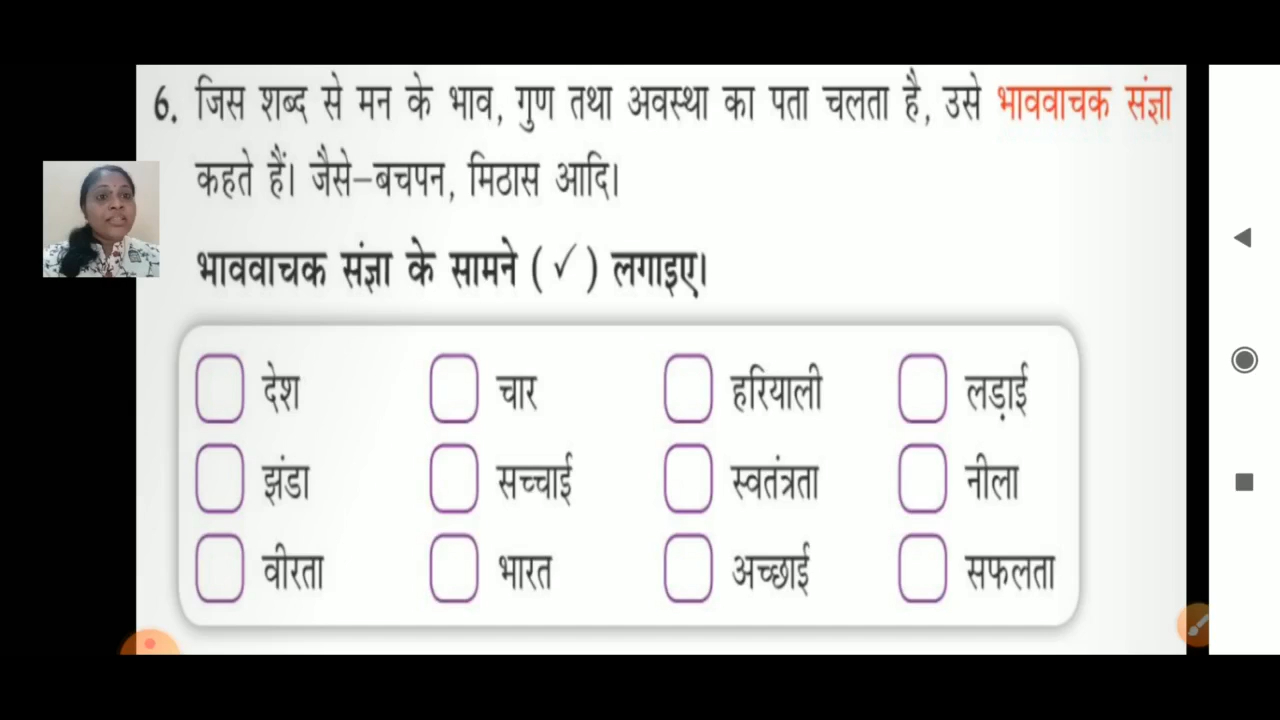 6. जिस शब्द से मन के भाव, गुण तथा अवस्था का पता चलता है, उसे भाववाचक संज्ञा
कहते हैं। जैसे–बचपन, मिठास आदि।
भाववाचक संज्ञा के सामने (✓) लगाइए।
देश चार हरियाली लड़ाई
झंडा सच्चाई स्वतंत्रता नीला
वीरता भारत अच्छाई सफलता